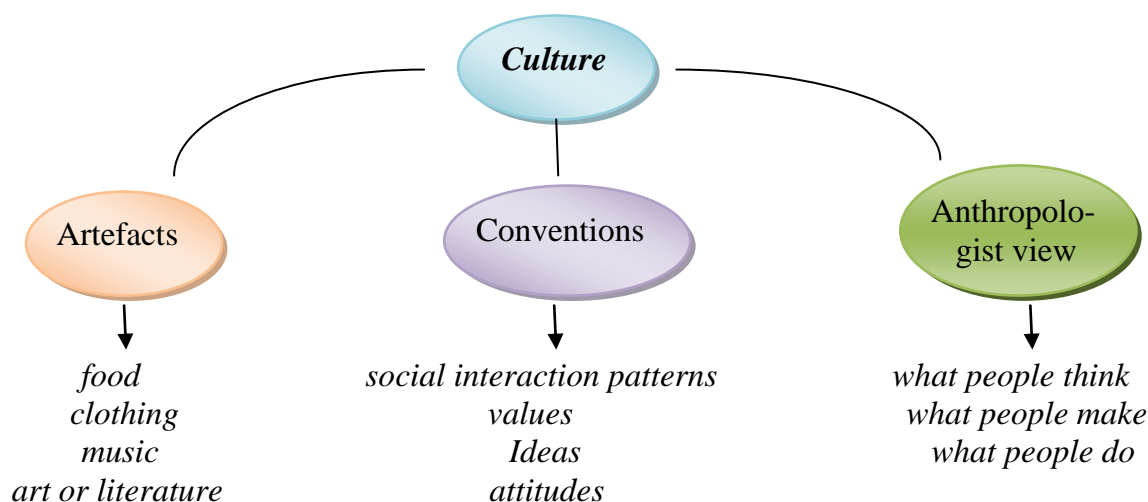 Culture
Artefacts
Conventions
Anthropolo-
gist view
food
clothing
music
art or literature
social interaction patterns
values
Ideas
attitudes
what people think
what people make
what people do